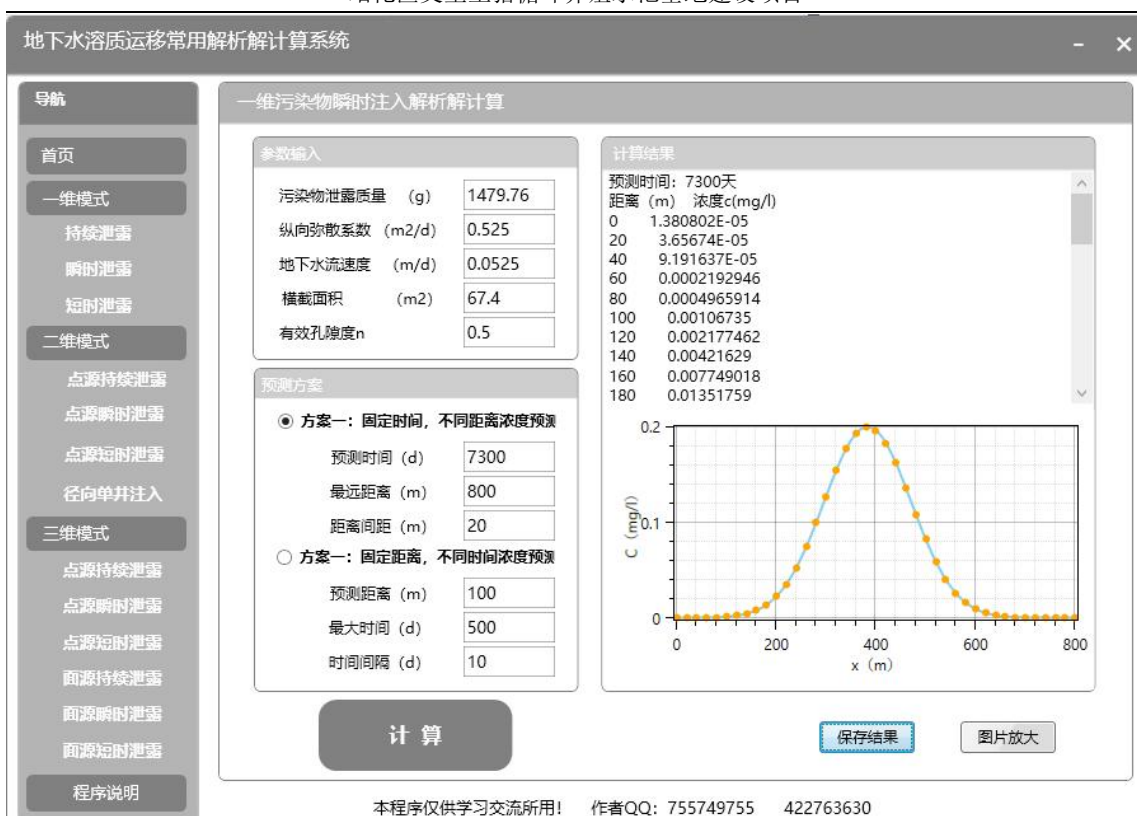 地下水溶质运移常用解析解计算系统
导航
首页
一维模式
持续泄露
瞬时泄露
短时泄露
二维模式
点源持续泄露
点源瞬时泄露
点源短时泄露
径向单井注入
三维模式
点源持续泄露
点源瞬时泄露
点源短时泄露
面源持续泄露
面源瞬时泄露
面源短时泄露
程序说明
一维污染物瞬时注入解析解计算
参数输入
污染物泄露质量 (g) 1479.76
纵向弥散系数 (m2/d) 0.525
地下水流速度 (m/d) 0.0525
横截面积 (m2) 67.4
有效孔隙度n 0.5
预测方案
方案一：固定时间，不同距离浓度预测
预测时间 (d) 7300
最远距离 (m) 800
距离间距 (m) 20
方案一：固定距离，不同时间浓度预测
预测距离 (m) 100
最大时间 (d) 500
时间间隔 (d) 10
计 算
计算结果
预测时间：7300天
距离（m） 浓度c(mg/l)
0 1.380802E-05
20 3.65674E-05
40 9.191637E-05
60 0.0002192946
80 0.0004965914
100 0.00106735
120 0.002177462
140 0.00421629
160 0.007749018
180 0.01351759
0.2
0.1
0
C (mg/l)
0 200 400 600 800
x (m)
保存结果
图片放大
本程序仅供学习交流所用！ 作者QQ：755749755 422763630